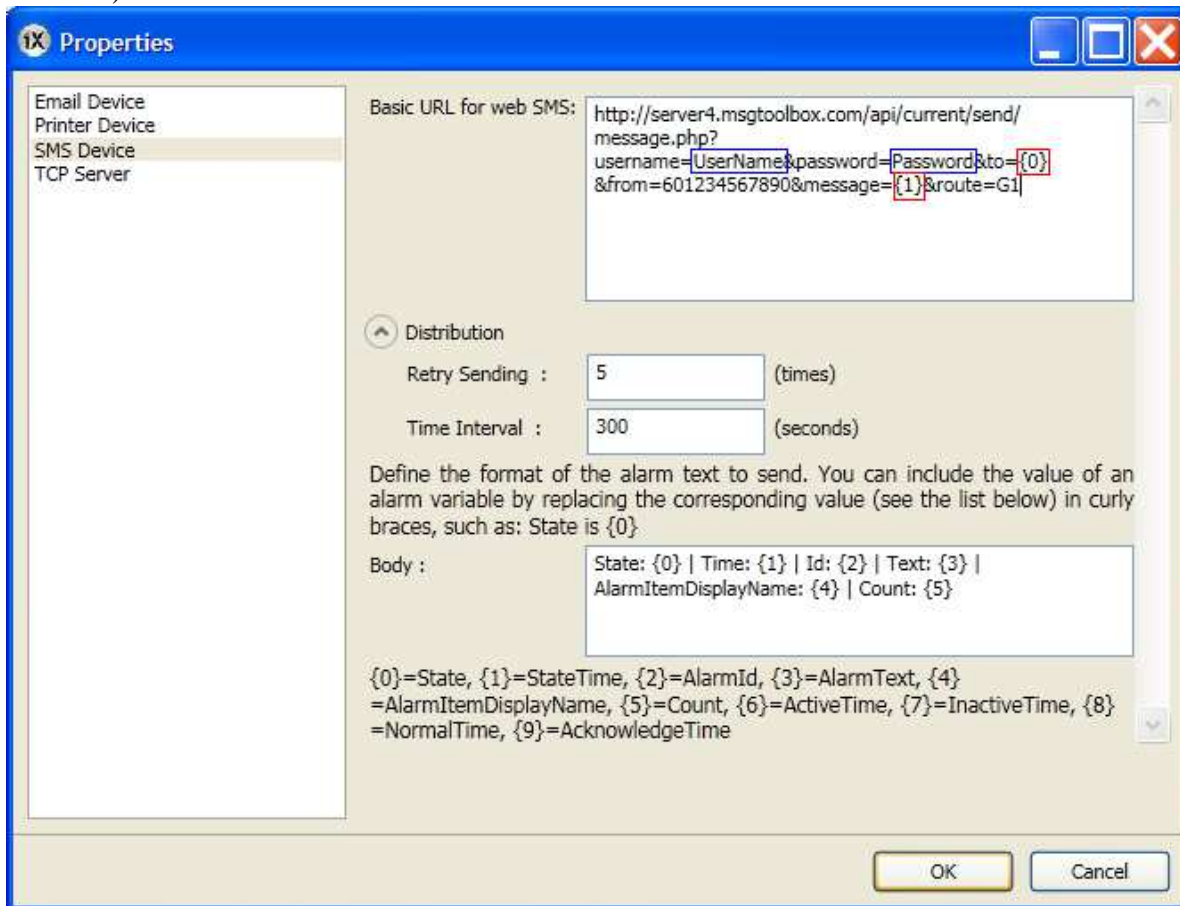 iX Properties
Email Device
Printer Device
SMS Device
TCP Server
Basic URL for web SMS:
http://server4.msgtoolbox.com/api/current/send/
message.php?
username=UserName&password=Password&to={0}
&from=601234567890&message={1}&route=G1
Distribution
Retry Sending : 5 (times)
Time Interval : 300 (seconds)
Define the format of the alarm text to send. You can include the value of an
alarm variable by replacing the corresponding value (see the list below) in curly
braces, such as: State is {0}
Body :
State: {0} | Time: {1} | Id: {2} | Text: {3} |
AlarmItemDisplayName: {4} | Count: {5}
{0}=State, {1}=StateTime, {2}=AlarmId, {3}=AlarmText, {4}
=AlarmItemDisplayName, {5}=Count, {6}=ActiveTime, {7}=InactiveTime, {8}
=NormalTime, {9}=AcknowledgeTime
OK Cancel